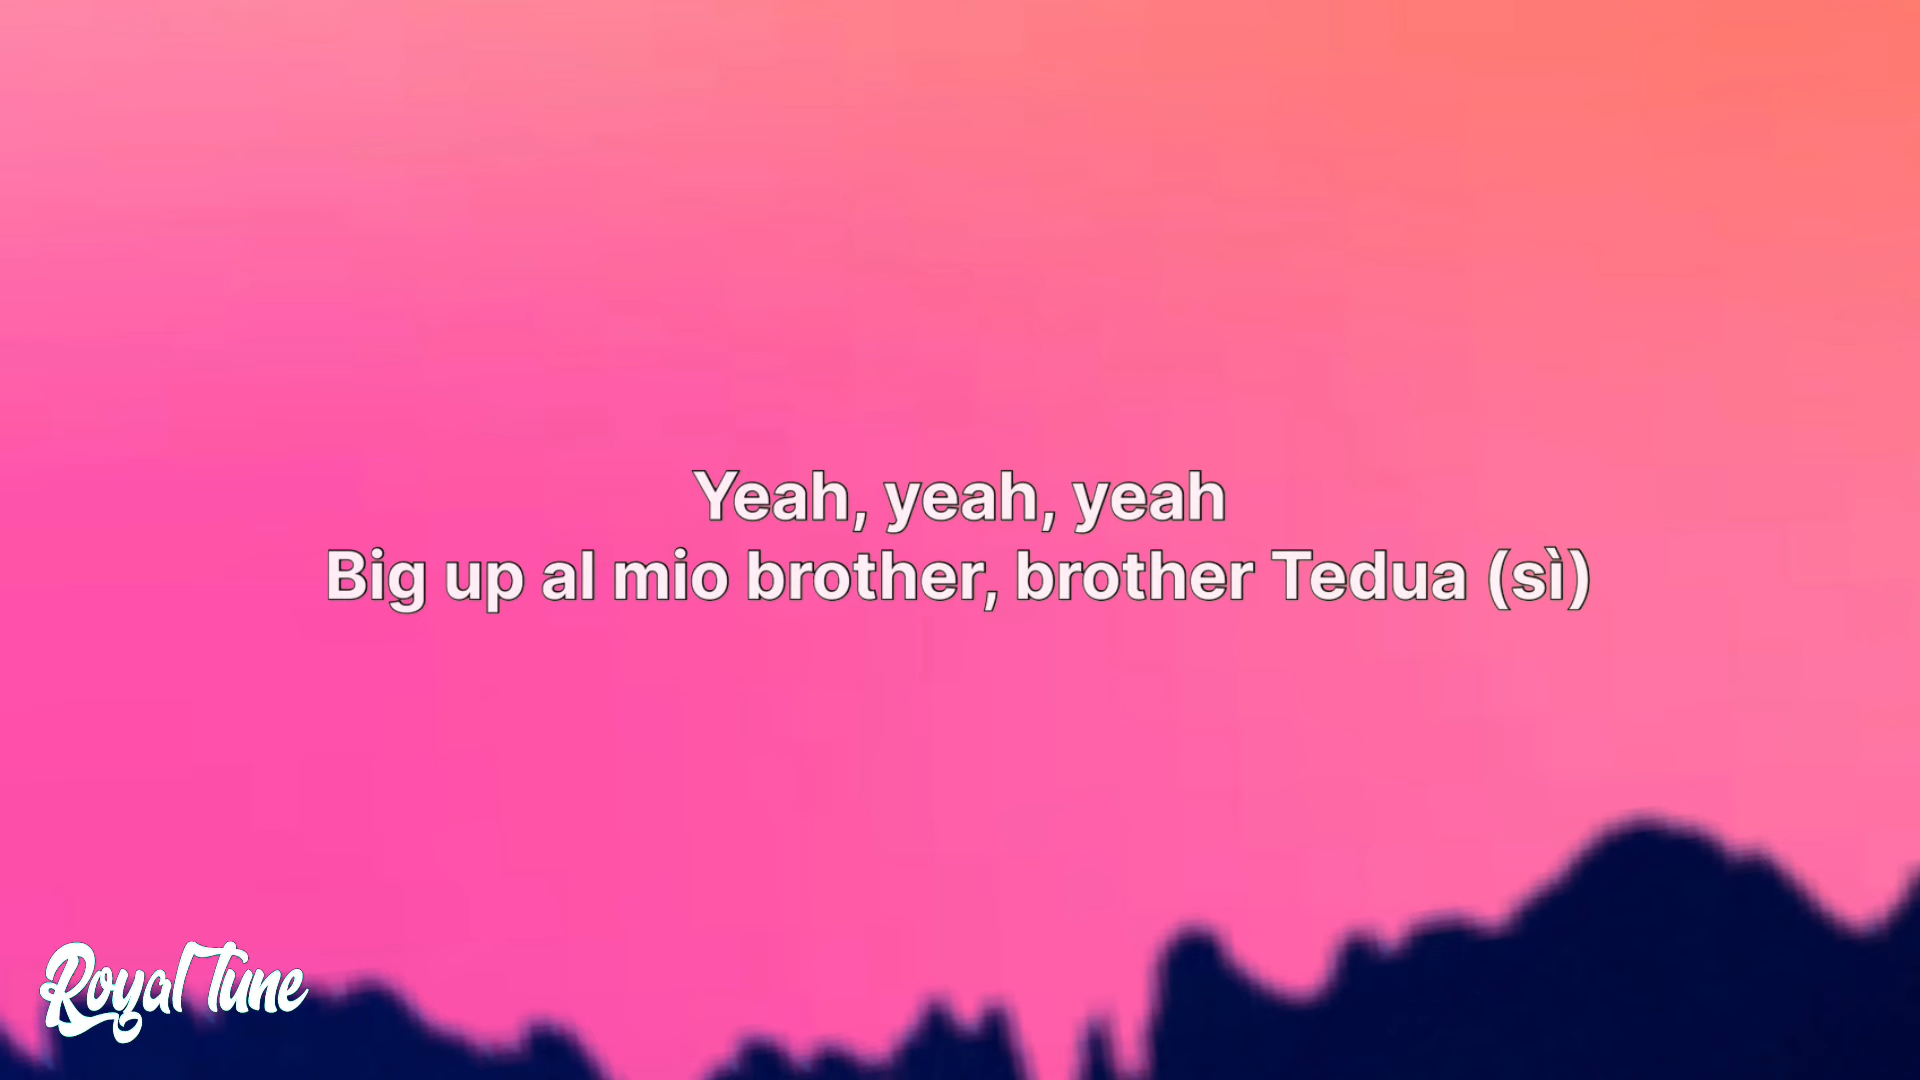 Yeah, yeah, yeah
Big up al mio brother, brother Tedua (sì)
Royal Tune